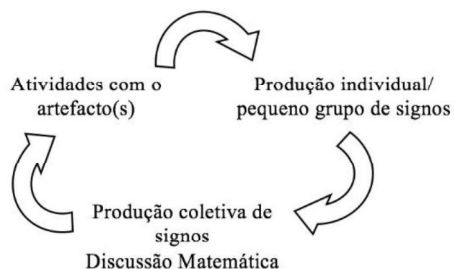 Atividades com o
artefacto(s)
Produção individual/
pequeno grupo de signos
Produção coletiva de
signos
Discussão Matemática